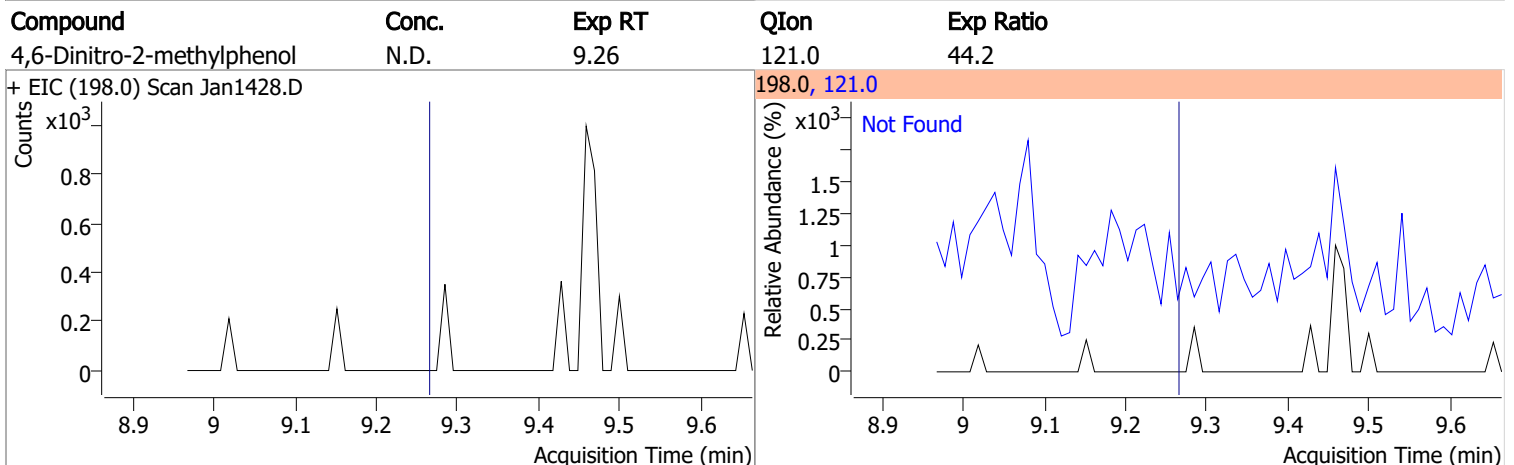 Compound Conc. Exp RT QIon Exp Ratio
4,6-Dinitro-2-methylphenol N.D. 9.26 121.0 44.2
+ EIC (198.0) Scan Jan1428.D
Counts
x10³
0.8
0.6
0.4
0.2
0
8.9 9 9.1 9.2 9.3 9.4 9.5 9.6
Acquisition Time (min)
198.0, 121.0
Relative Abundance (%)
x10³
Not Found
1.5
1.25
1
0.75
0.5
0.25
0
8.9 9 9.1 9.2 9.3 9.4 9.5 9.6
Acquisition Time (min)